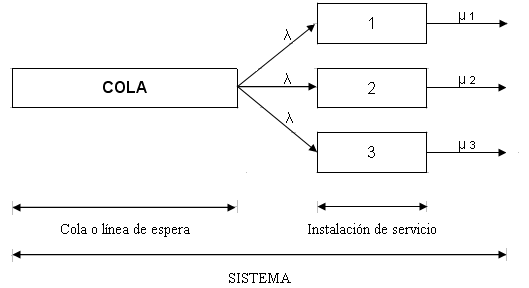 1
μ 1
λ
COLA
λ
2
μ 2
λ
3
μ 3
Cola o línea de espera
Instalación de servicio
SISTEMA